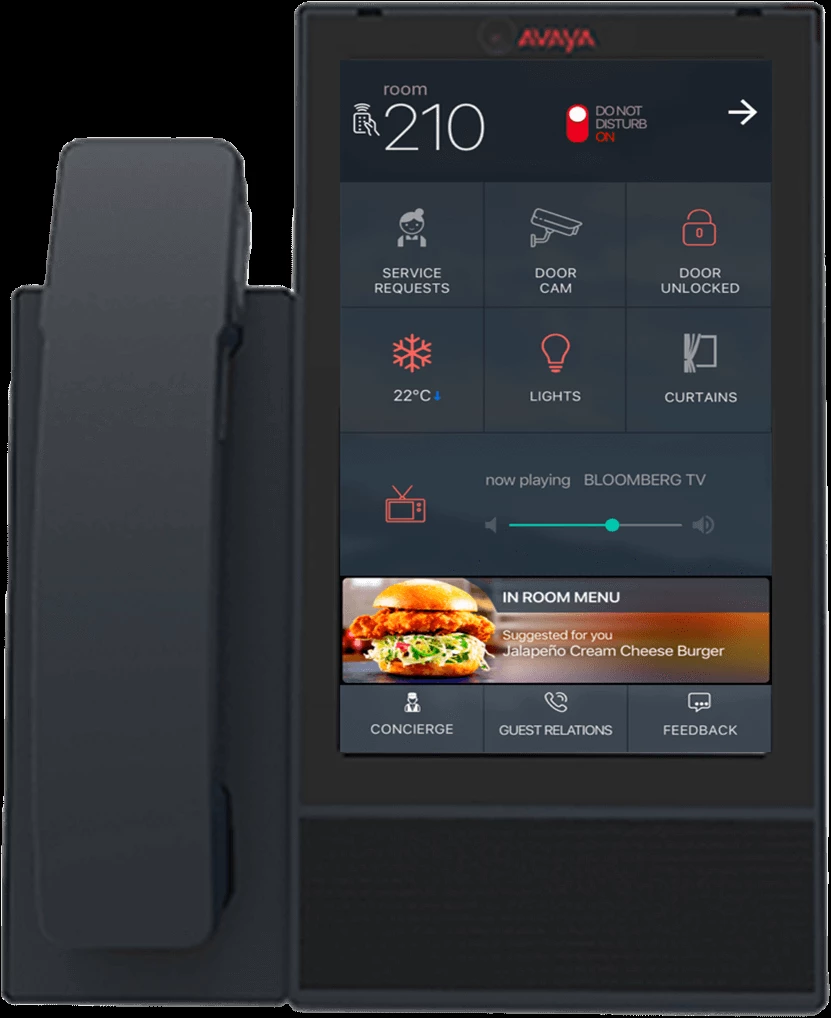 AVAYA
room
210
DO NOT
DISTURB
ON
SERVICE
REQUESTS
DOOR
CAM
0
DOOR
UNLOCKED
22°C
LIGHTS
CURTAINS
now playing BLOOMBERG TV
IN ROOM MENU
Suggested for you
Jalapeño Cream Cheese Burger
CONCIERGE
GUEST RELATIONS
FEEDBACK